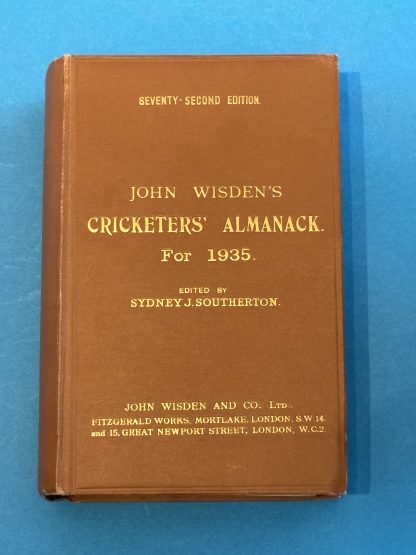 SEVENTY-SECOND EDITION.
JOHN WISDEN'S
CRICKETERS' ALMANACK.
For 1935.
EDITED BY
SYDNEY J. SOUTHERTON.
JOHN WISDEN AND CO., LTD.,
FITZGERALD WORKS, MORTLAKE, LONDON, S.W 14.
and 15, GREAT NEWPORT STREET, LONDON, W.C.2.